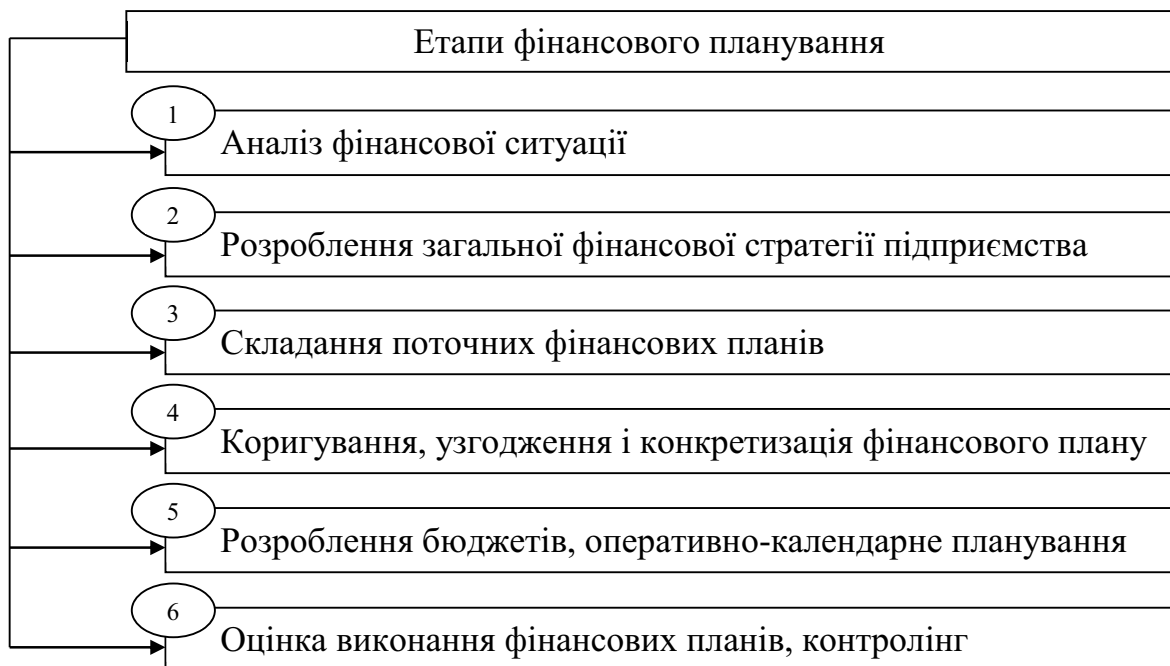 Етапи фінансового планування
1
Аналіз фінансової ситуації
2
Розроблення загальної фінансової стратегії підприємства
3
Складання поточних фінансових планів
4
Коригування, узгодження і конкретизація фінансового плану
5
Розроблення бюджетів, оперативно-календарне планування
6
Оцінка виконання фінансових планів, контролінг